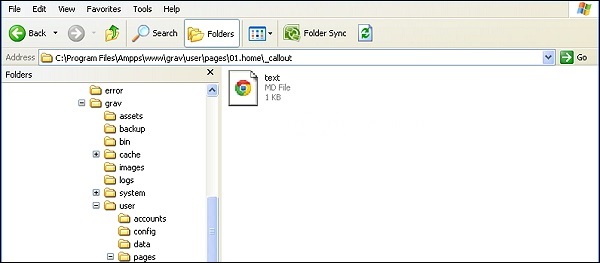 File Edit View Favorites Tools Help
Back Search Folders Folder Sync
Address C:\Program Files\Ampps\www\grav\user\pages\01.home\_callout Go
Folders
error
grav
assets
backup
bin
cache
images
logs
system
user
accounts
config
data
pages
text
MD File
1 KB